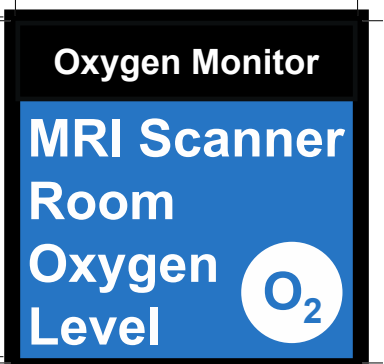 Oxygen Monitor
MRI Scanner
Room
Oxygen
Level
O₂